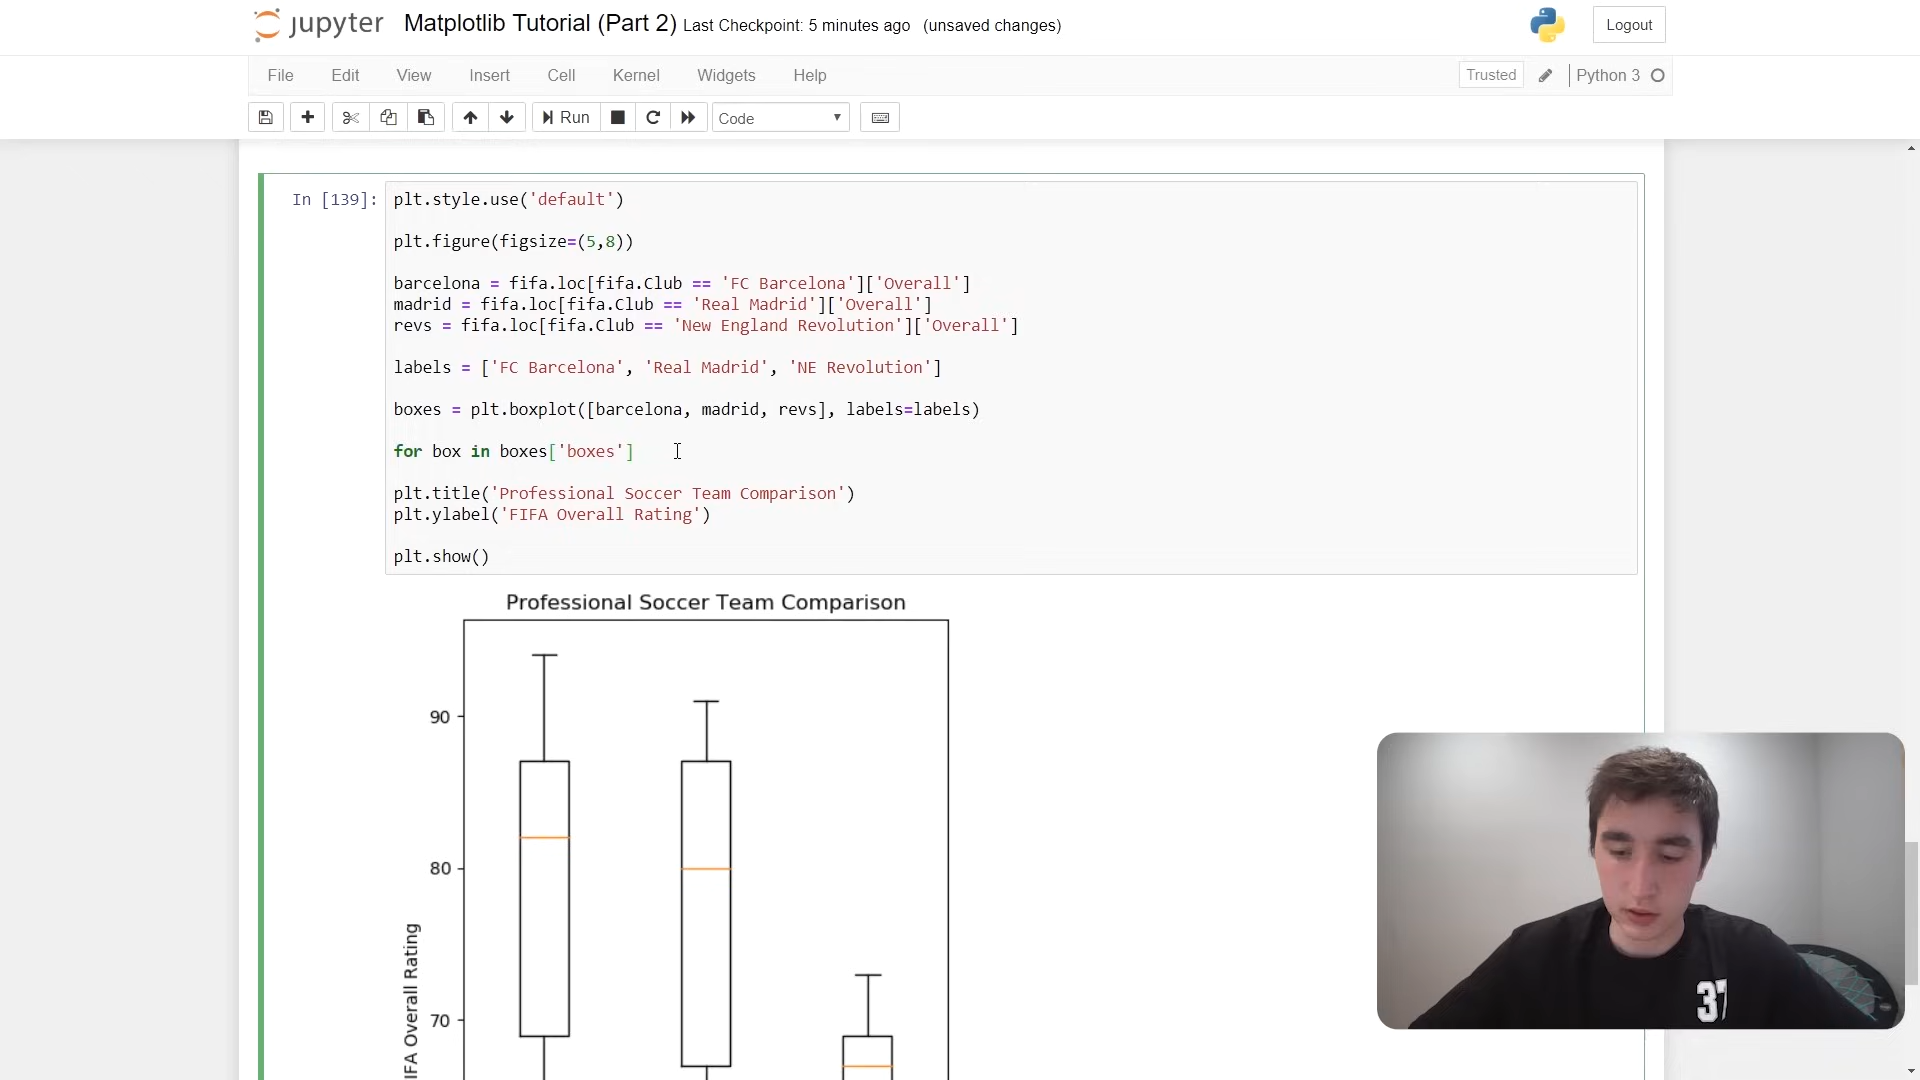 jupyter Matplotlib Tutorial (Part 2) Last Checkpoint: 5 minutes ago (unsaved changes) Logout
File Edit View Insert Cell Kernel Widgets Help Trusted Python 3
Run Code
In [139]: plt.style.use('default')
plt.figure(figsize=(5,8))
barcelona = fifa.loc[fifa.Club == 'FC Barcelona']['Overall']
madrid = fifa.loc[fifa.Club == 'Real Madrid']['Overall']
revs = fifa.loc[fifa.Club == 'New England Revolution']['Overall']
labels = ['FC Barcelona', 'Real Madrid', 'NE Revolution']
boxes = plt.boxplot([barcelona, madrid, revs], labels=labels)
for box in boxes['boxes']
plt.title('Professional Soccer Team Comparison')
plt.ylabel('FIFA Overall Rating')
plt.show()
Professional Soccer Team Comparison
90
80
70
IFA Overall Rating
37